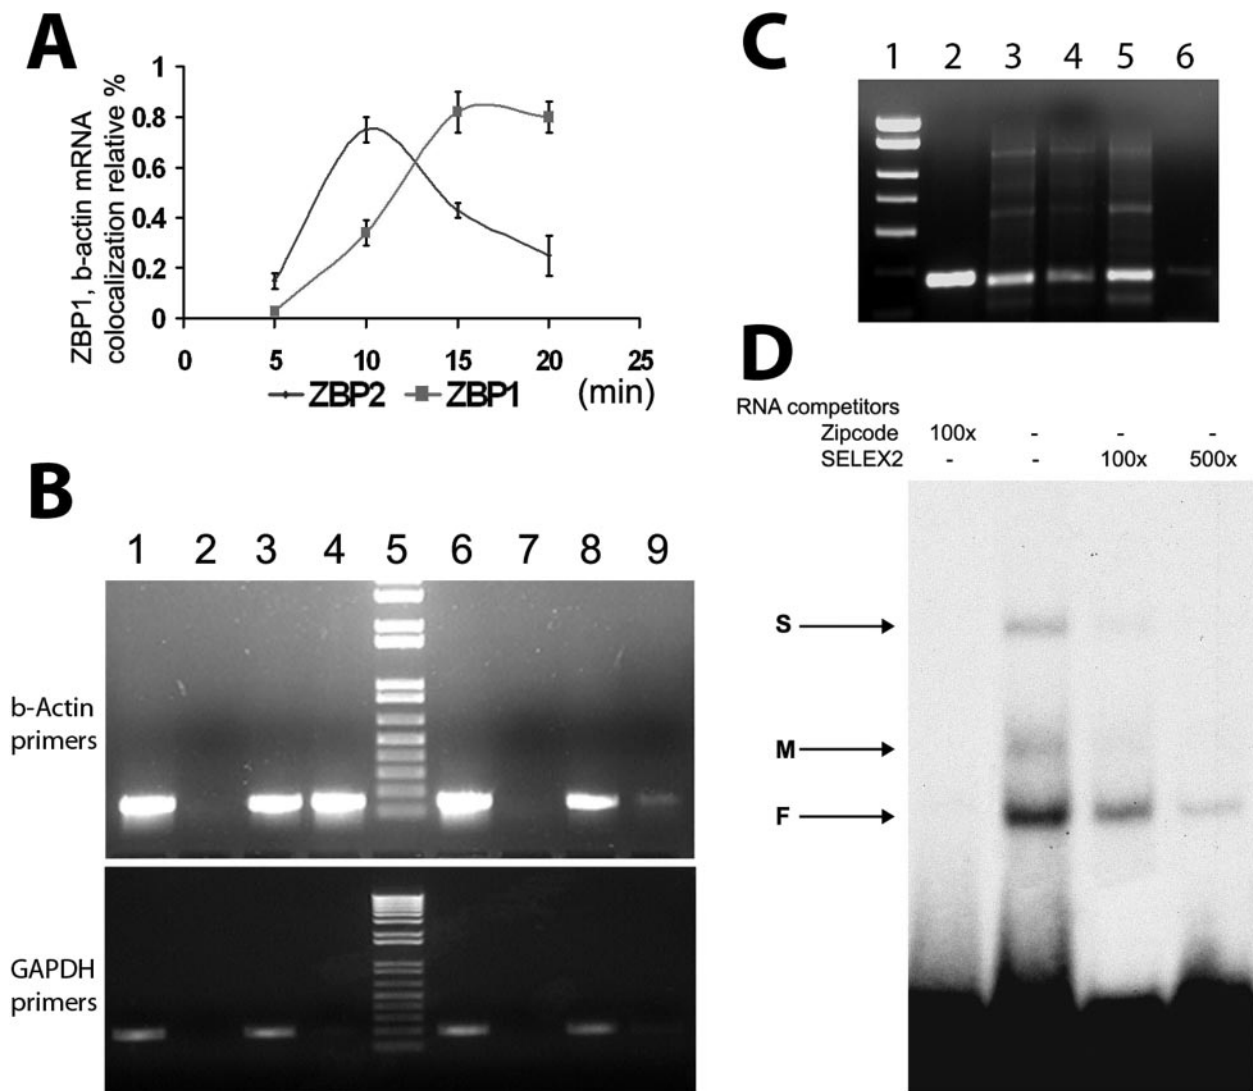 A
ZBP1, b-actin mRNA
colocalization relative %
1
0.8
0.6
0.4
0.2
0
0 5 10 15 20 25
ZBP2 ZBP1 (min)
B
1 2 3 4 5 6 7 8 9
b-Actin
primers
GAPDH
primers
C
1 2 3 4 5 6
D
RNA competitors
Zipcode 100x - - -
SELEX2 - - 100x 500x
S
M
F